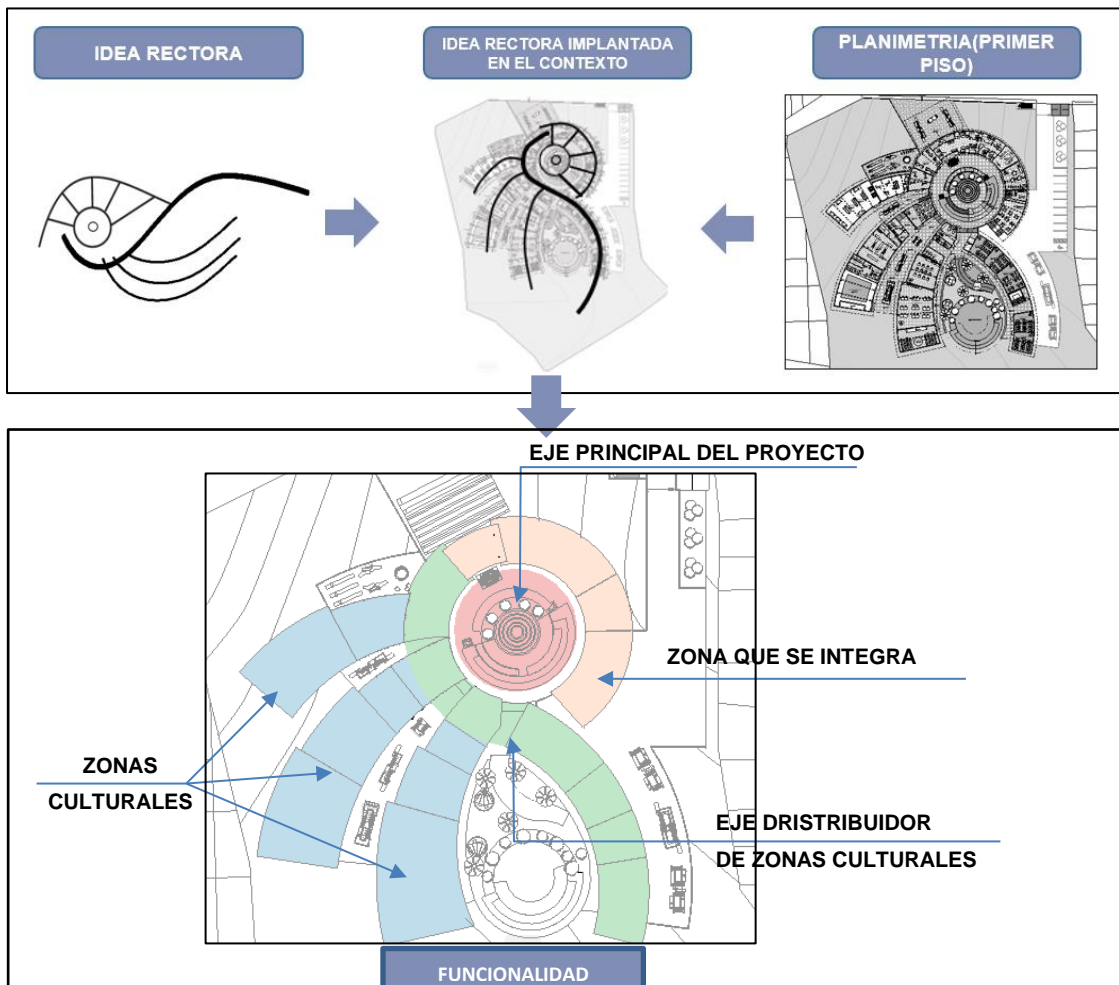 IDEA RECTORA
IDEA RECTORA IMPLANTADA
EN EL CONTEXTO
PLANIMETRIA(PRIMER
PISO)
EJE PRINCIPAL DEL PROYECTO
ZONA QUE SE INTEGRA
ZONAS
CULTURALES
EJE DRISTRIBUIDOR
DE ZONAS CULTURALES
FUNCIONALIDAD